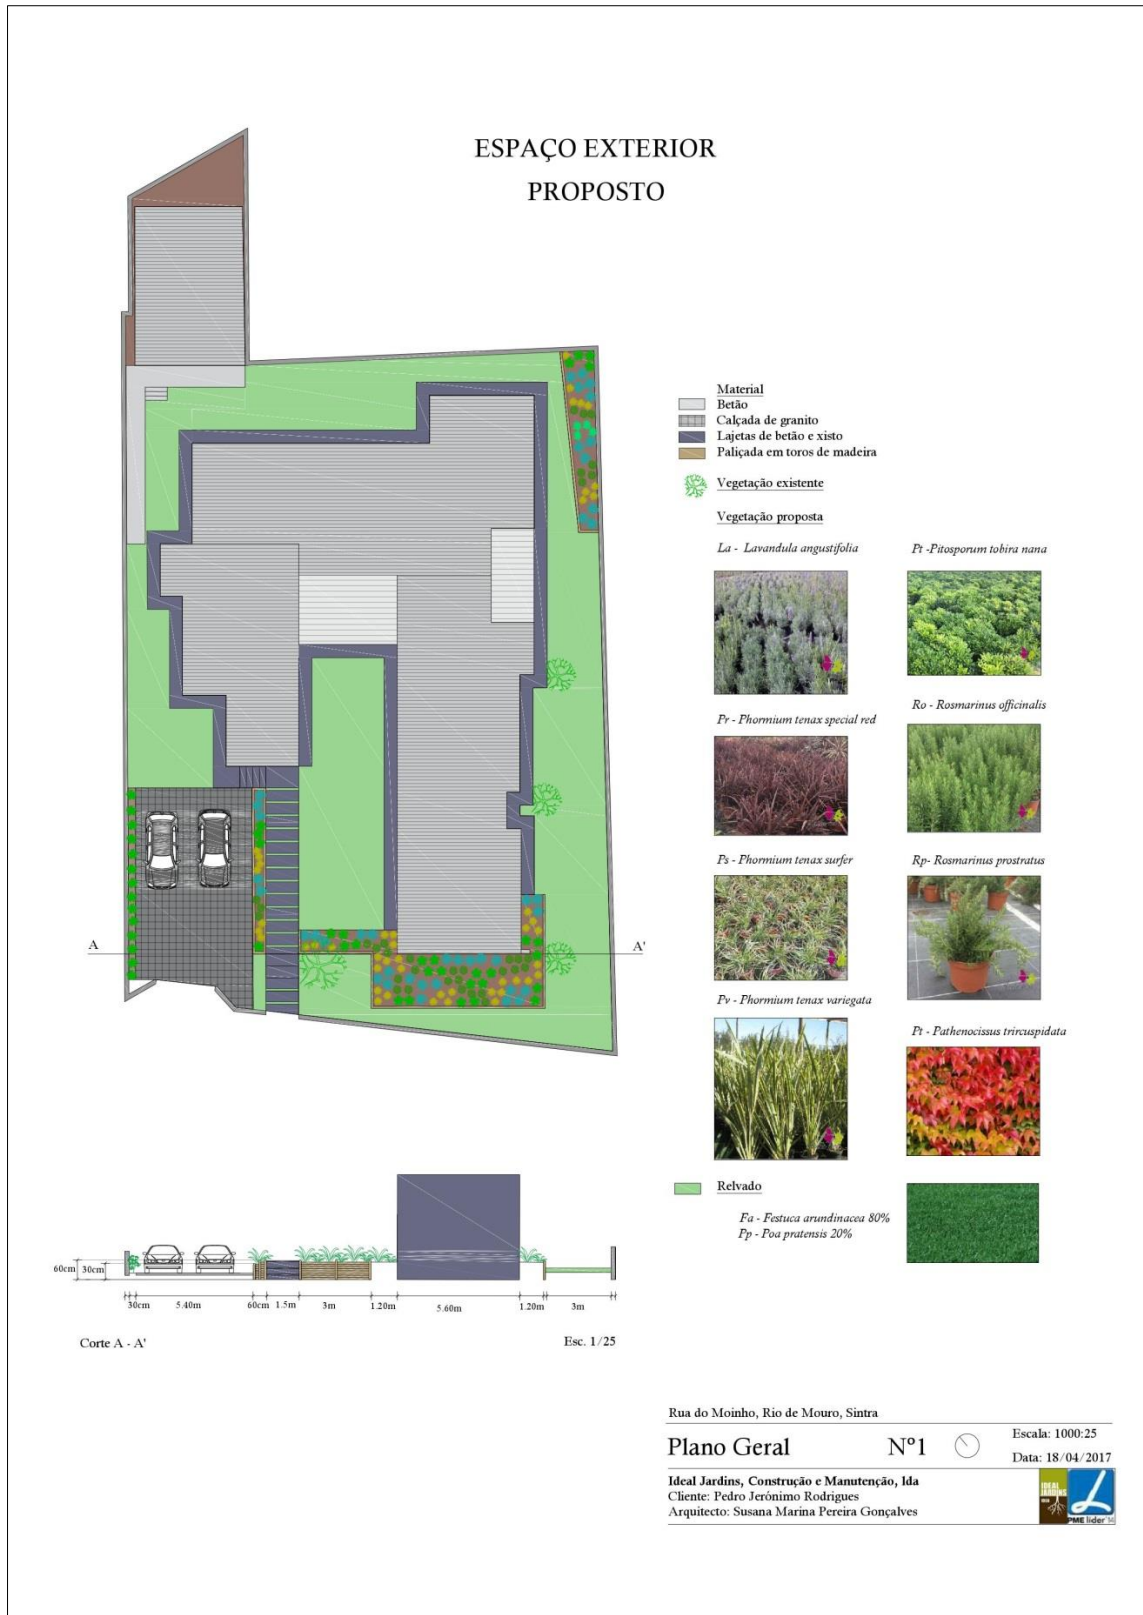 ESPAÇO EXTERIOR
PROPOSTO
Material
Betão
Calçada de granito
Lajetas de betão e xisto
Paliçada em toros de madeira
Vegetação existente
Vegetação proposta
La - Lavandula angustifolia
Pt -Pitosporum tobira nana
Pr - Phormium tenax special red
Ro - Rosmarinus officinalis
Ps - Phormium tenax surfer
Rp- Rosmarinus prostratus
A
A'
Pv - Phormium tenax variegata
Pt - Pathenocissus trircuspidata
Relvado
Fa - Festuca arundinacea 80%
Pp - Poa pratensis 20%
60cm
30cm
30cm 5.40m 60cm 1.5m 3m 1.20m 5.60m 1.20m 3m
Corte A - A'
Esc. 1/25
Rua do Moinho, Rio de Mouro, Sintra
Plano Geral Nº1
Escala: 1000:25
Data: 18/04/2017
Ideal Jardins, Construção e Manutenção, lda
Cliente: Pedro Jerónimo Rodrigues
Arquitecto: Susana Marina Pereira Gonçalves
IDEAL
JARDINS
L
PME líder'14